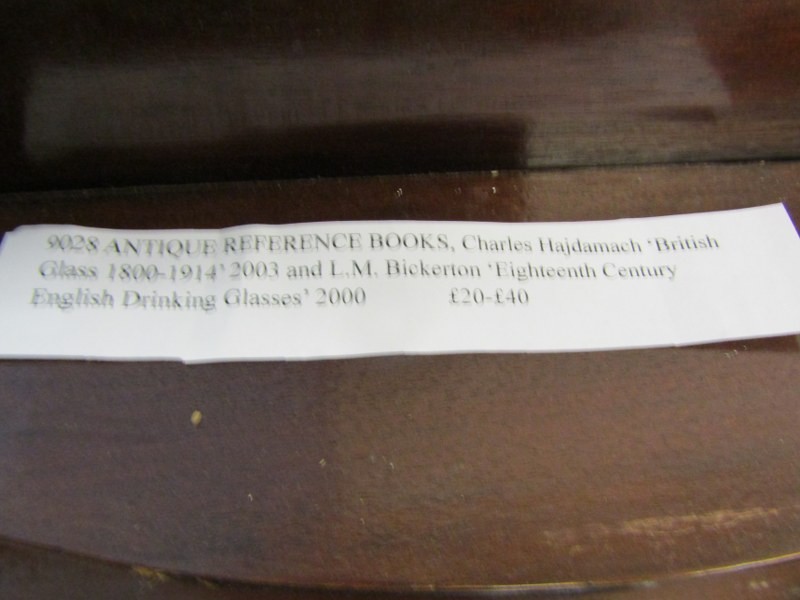 9028 ANTIQUE REFERENCE BOOKS, Charles Hajdamach ‘British
Glass 1800-1914’ 2003 and L.M. Bickerton ‘Eighteenth Century
English Drinking Glasses’ 2000 £20-£40